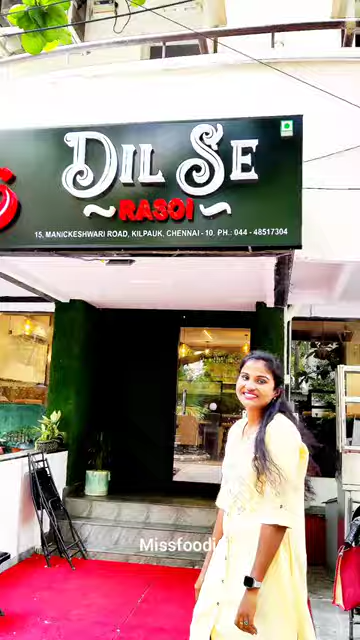 DIL SE
~ RASOI ~
15, MANICKESHWARI ROAD, KILPAUK, CHENNAI - 10. PH.: 044 - 48517304
Missfoodi